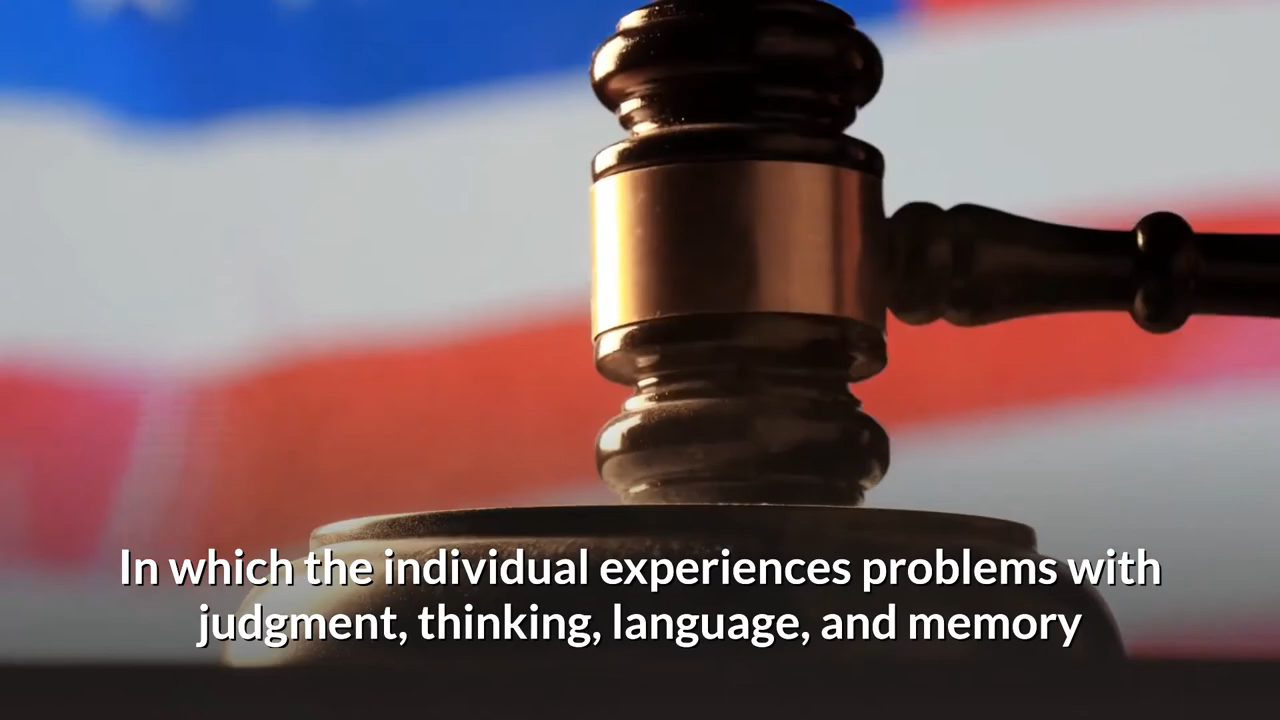 In which the individual experiences problems with
judgment, thinking, language, and memory